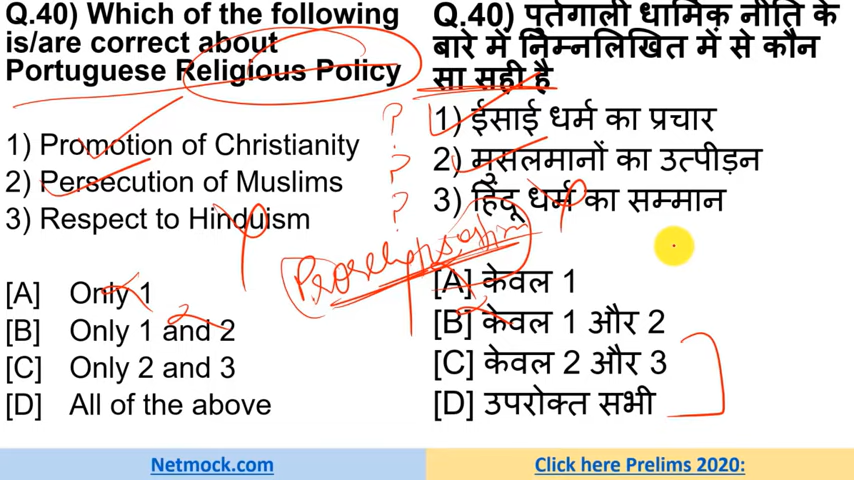 Q.40) Which of the following
is/are correct about
Portuguese Religious Policy
1) Promotion of Christianity
2) Persecution of Muslims
3) Respect to Hinduism
[A] Only 1
[B] Only 1 and 2
[C] Only 2 and 3
[D] All of the above
Q.40) पुर्तगाली धार्मिक नीति के
बारे में निम्नलिखित में से कौन
सा सही है
1) ईसाई धर्म का प्रचार
2) मुसलमानों का उत्पीड़न
3) हिंदू धर्म का सम्मान
[A] केवल 1
[B] केवल 1 और 2
[C] केवल 2 और 3
[D] उपरोक्त सभी
?
?
?
Netmock.com
Click here Prelims 2020: